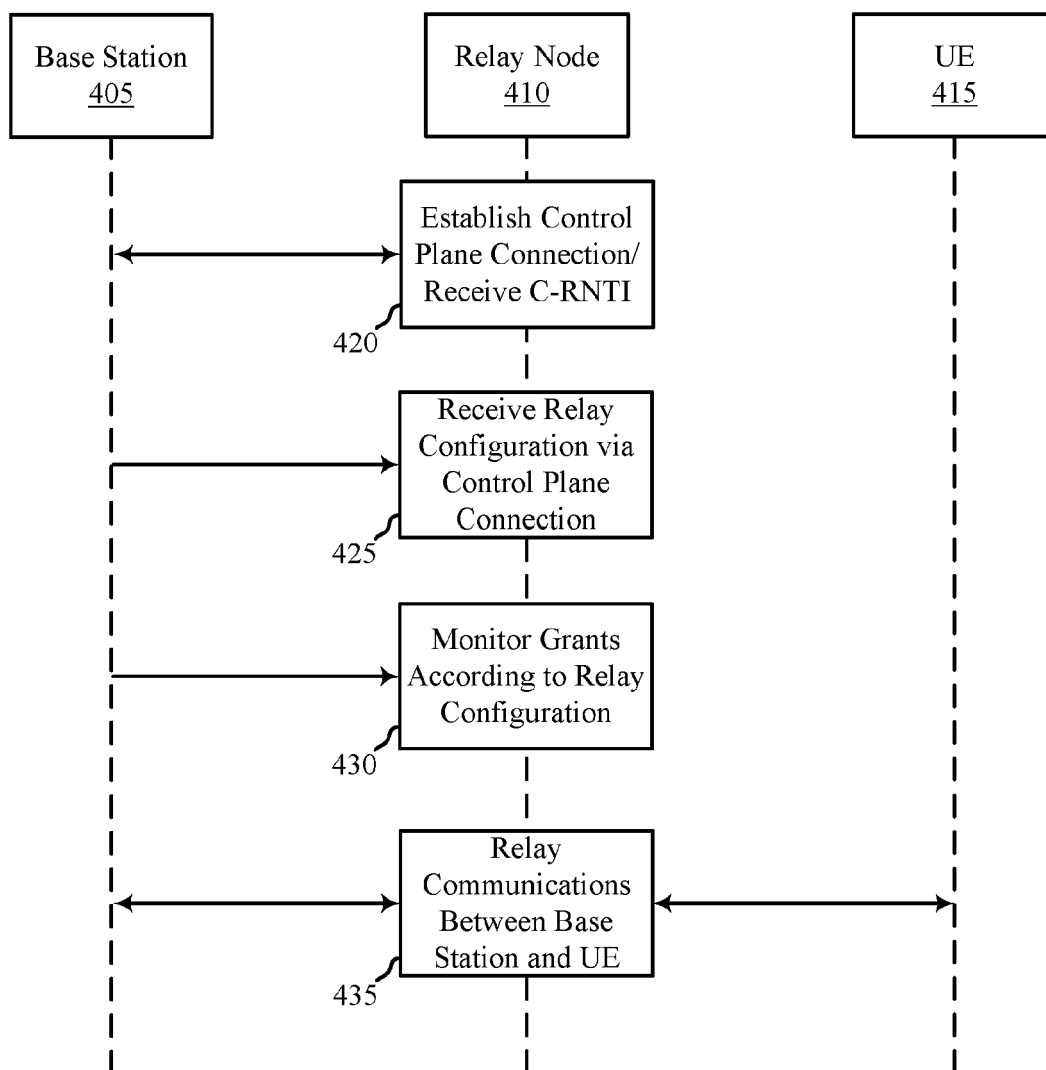 Base Station
405
Relay Node
410
UE
415
Establish Control
Plane Connection/
Receive C-RNTI
420
Receive Relay
Configuration via
Control Plane
Connection
425
Monitor Grants
According to Relay
Configuration
430
Relay
Communications
Between Base
Station and UE
435